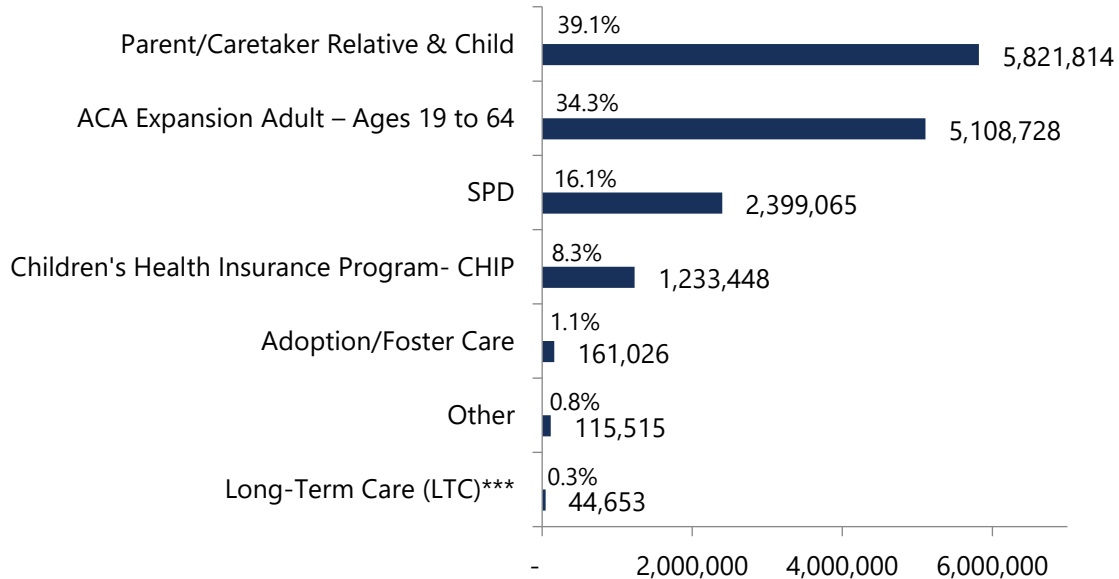 39.1%
Parent/Caretaker Relative & Child
5,821,814
34.3%
ACA Expansion Adult – Ages 19 to 64
5,108,728
16.1%
SPD
2,399,065
8.3%
Children's Health Insurance Program- CHIP
1,233,448
1.1%
Adoption/Foster Care
161,026
0.8%
Other
115,515
0.3%
Long-Term Care (LTC)***
44,653
- 2,000,000 4,000,000 6,000,000